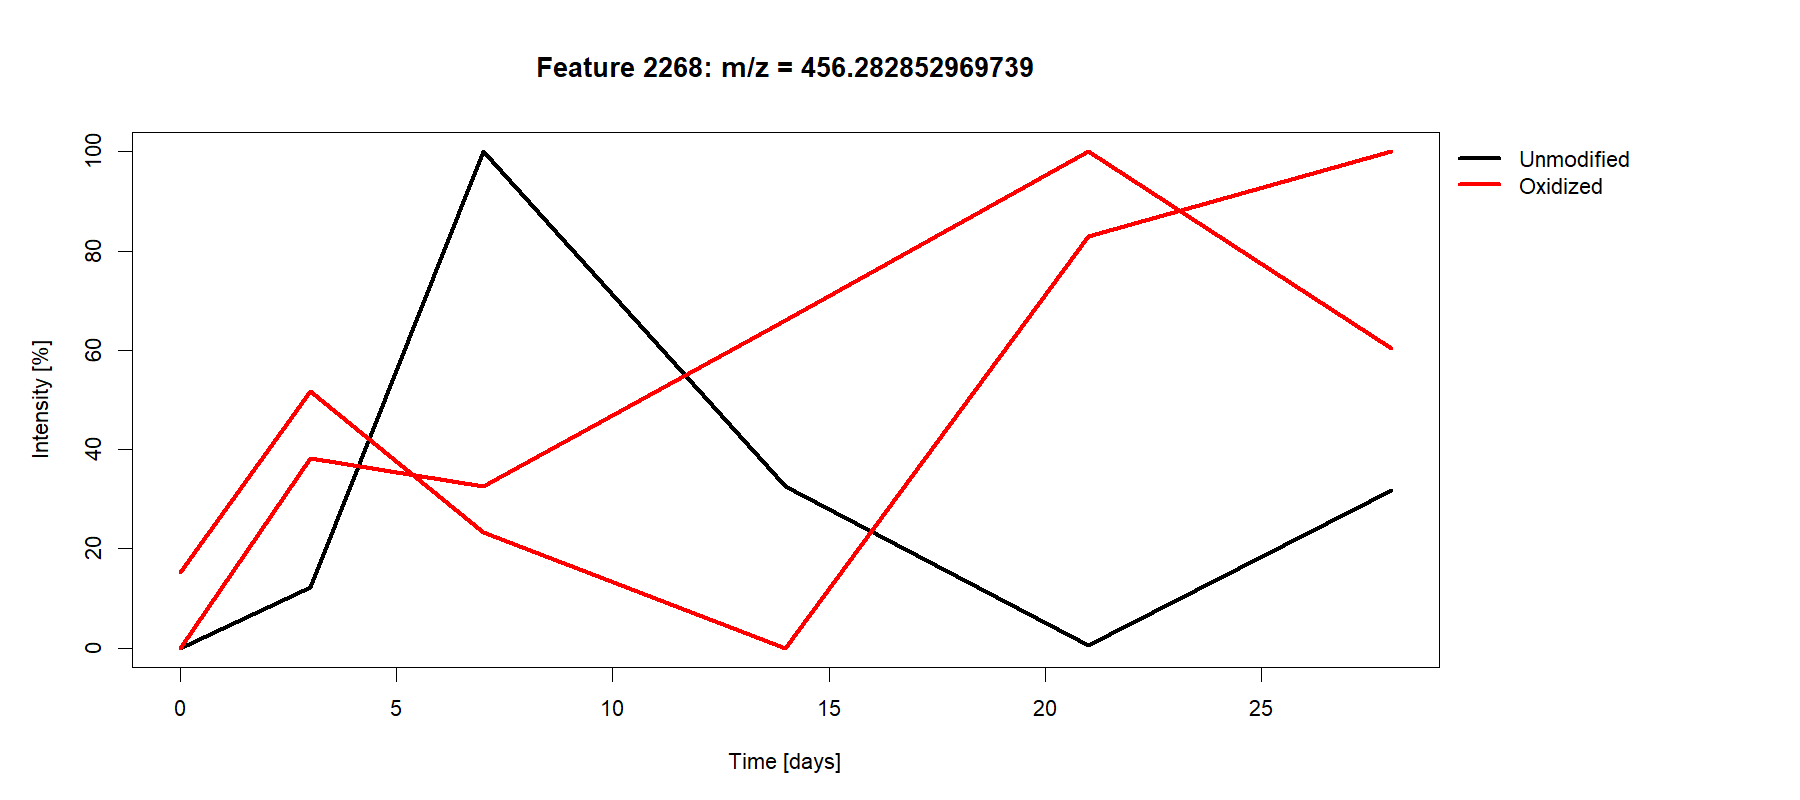 Feature 2268: m/z = 456.282852969739
Unmodified
Oxidized
Intensity [%]
100
80
60
40
20
0
0 5 10 15 20 25
Time [days]